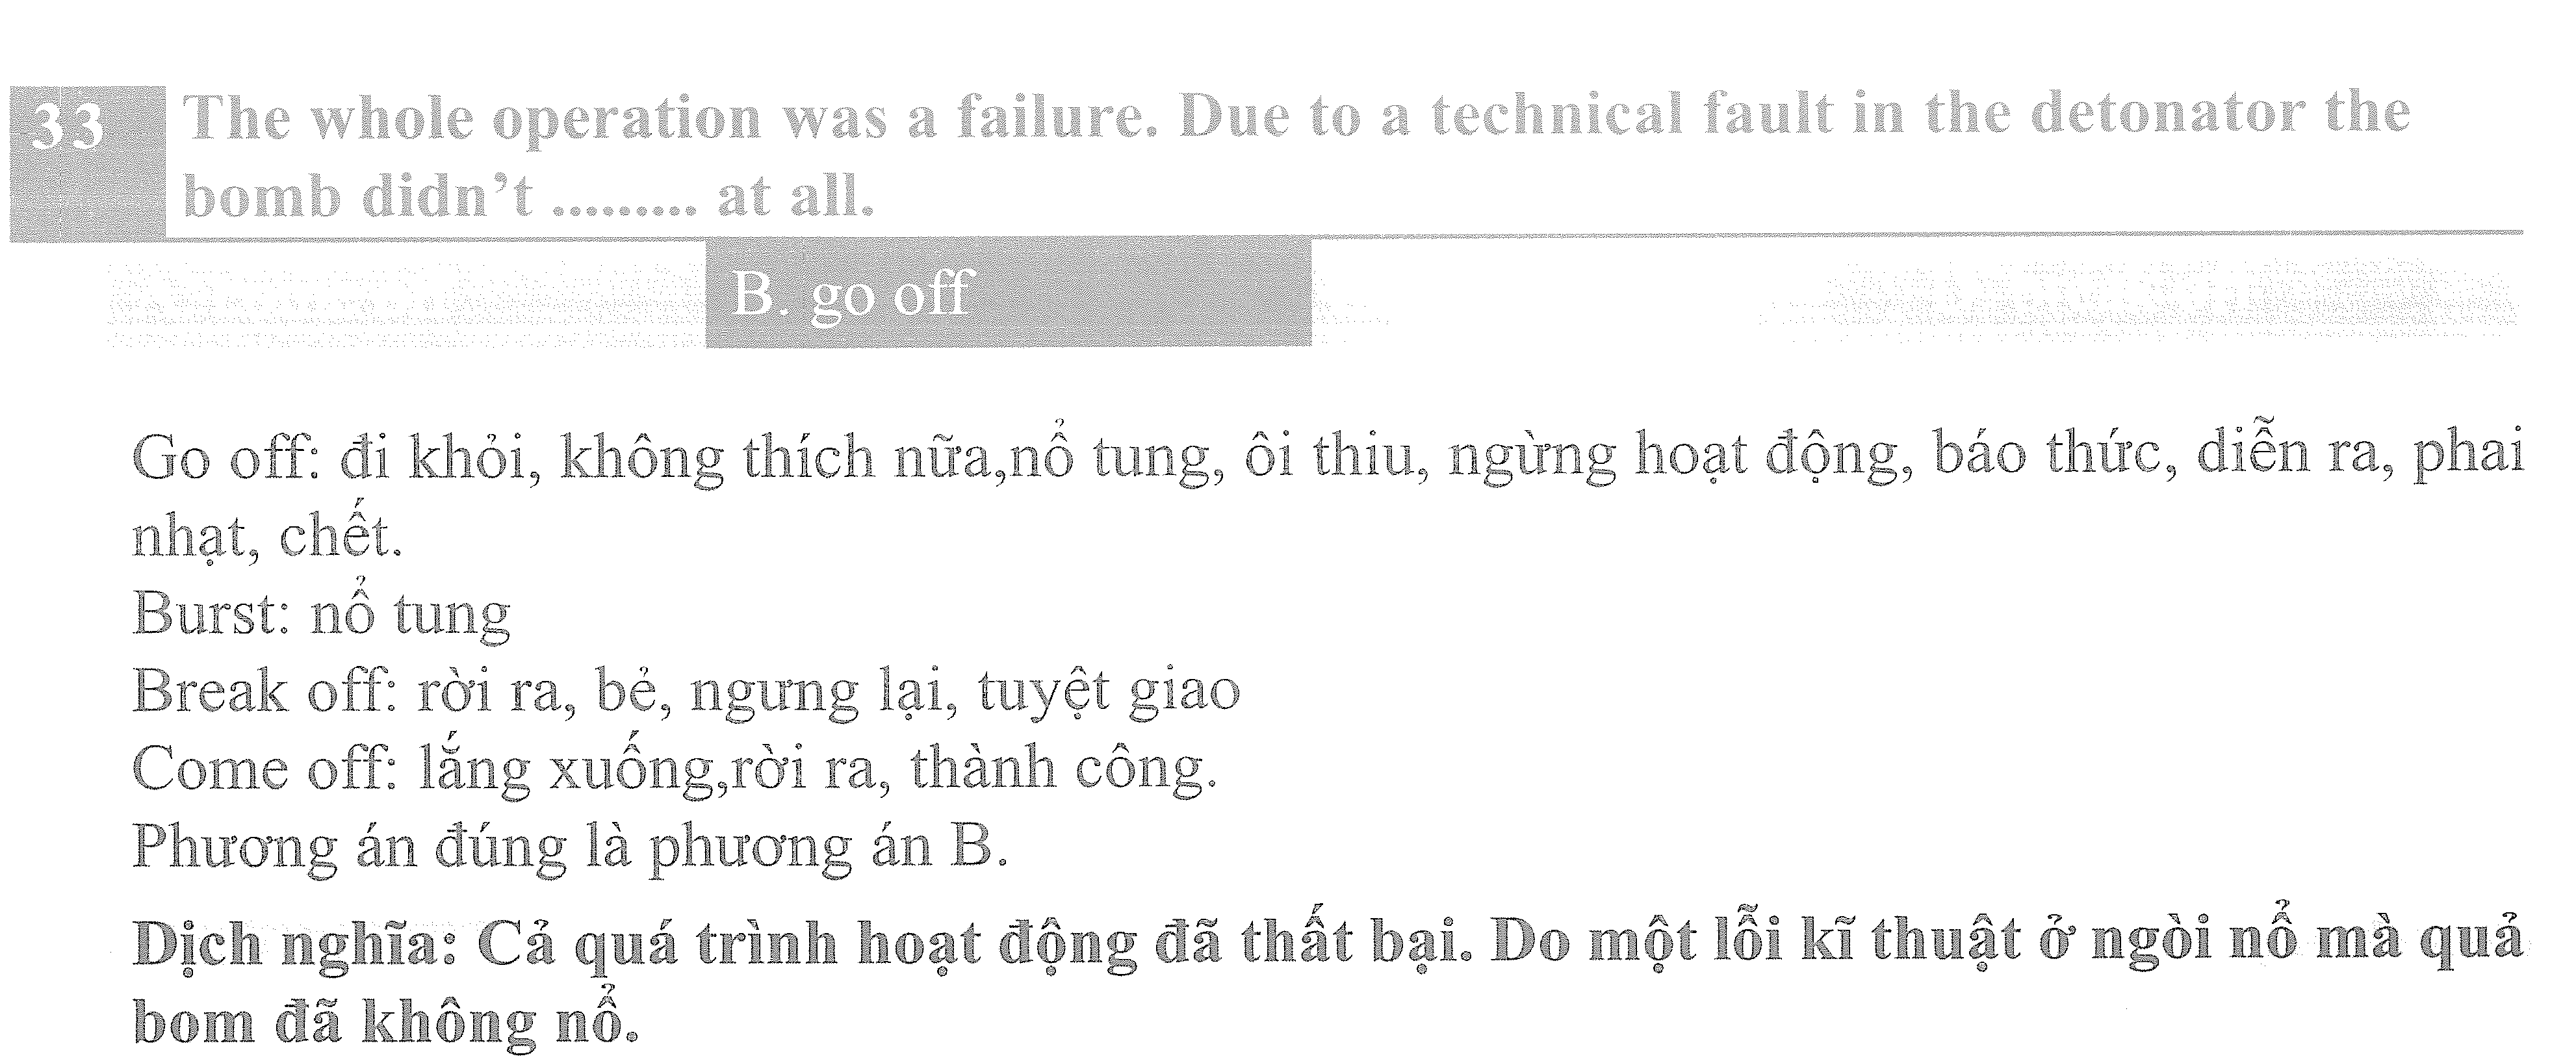 33 The whole operation was a failure. Due to a technical fault in the detonator the
bomb didn't ......... at all.
B. go off
Go off: đi khỏi, không thích nữa,nổ tung, ôi thiu, ngừng hoạt động, báo thức, diễn ra, phai
nhạt, chết.
Burst: nổ tung
Break off: rời ra, bẻ, ngưng lại, tuyệt giao
Come off: lắng xuống,rời ra, thành công.
Phương án đúng là phương án B.
Dịch nghĩa: Cả quá trình hoạt động đã thất bại. Do một lỗi kĩ thuật ở ngòi nổ mà quả
bom đã không nổ.